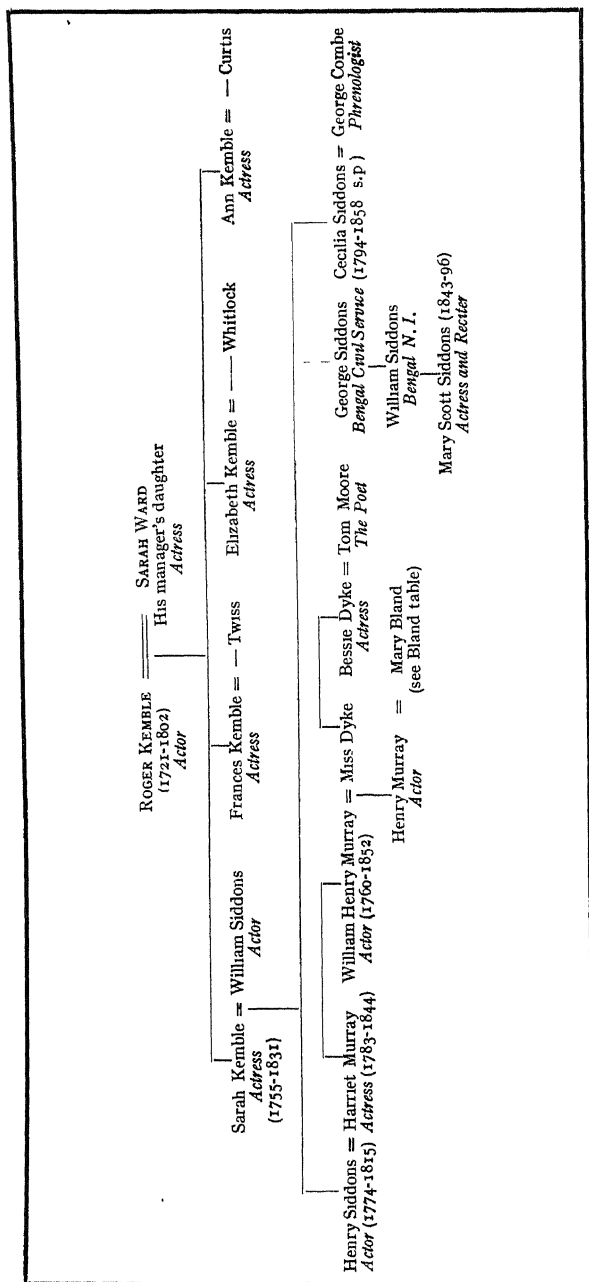 ROGER KEMBLE = SARAH WARD
(1721-1802) His manager's daughter
Actor Actress
Sarah Kemble = William Siddons
Actress Actor
(1755-1831)
Frances Kemble = — Twiss
Actress
Elizabeth Kemble = — Whitlock
Actress
Ann Kemble = — Curtis
Actress
Henry Siddons = Harriet Murray
Actor (1774-1815) Actress (1783-1844)
William Henry Murray = Miss Dyke
Actor (1760-1852)
Bessie Dyke = Tom Moore
Actress The Poet
George Siddons
Bengal Civil Service
Cecilia Siddons = George Combe
(1794-1858 s.p) Phrenologist
Henry Murray = Mary Bland
Actor (see Bland table)
William Siddons
Bengal N.I.
Mary Scott Siddons (1843-96)
Actress and Reciter